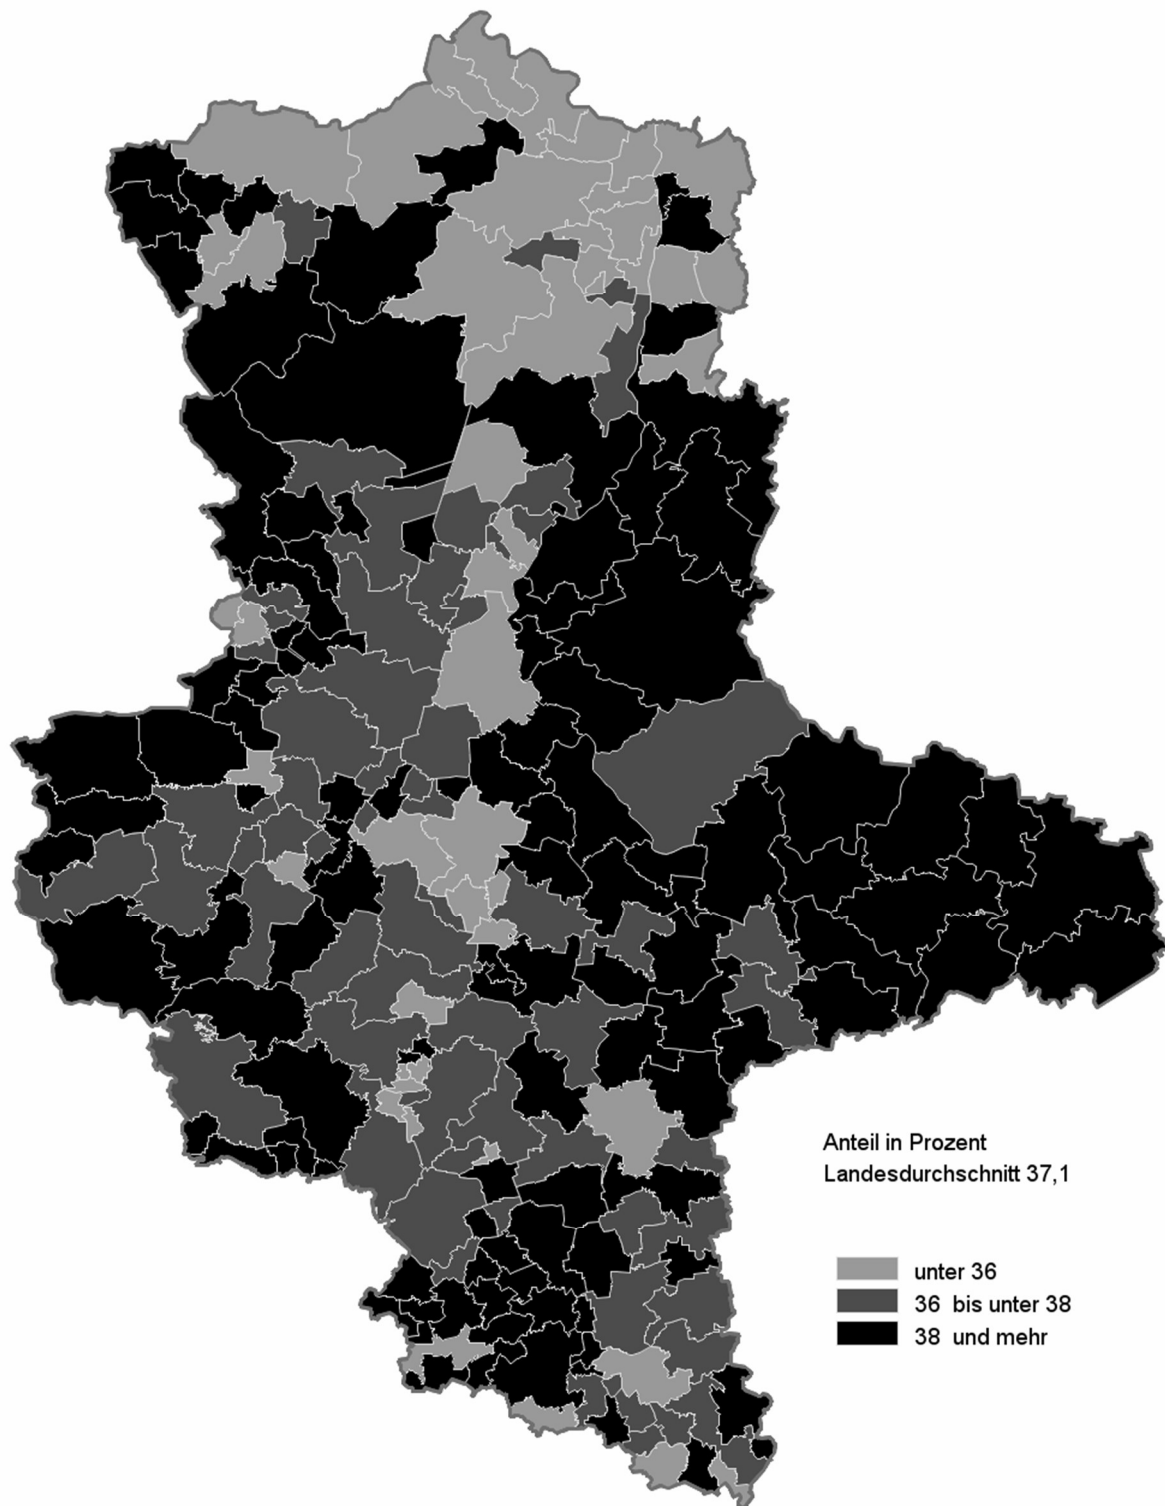 Anteil in Prozent
Landesdurchschnitt 37,1
unter 36
36 bis unter 38
38 und mehr